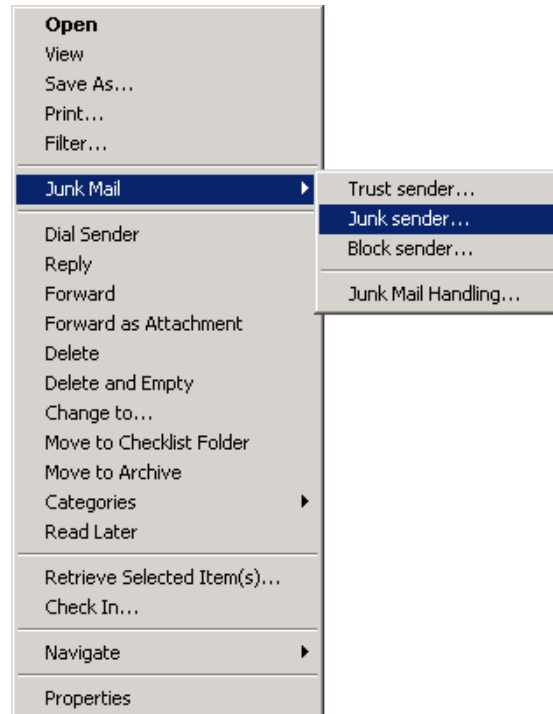 Open
View
Save As...
Print...
Filter...
Junk Mail
Trust sender...
Junk sender...
Block sender...
Junk Mail Handling...
Dial Sender
Reply
Forward
Forward as Attachment
Delete
Delete and Empty
Change to...
Move to Checklist Folder
Move to Archive
Categories
Read Later
Retrieve Selected Item(s)...
Check In...
Navigate
Properties